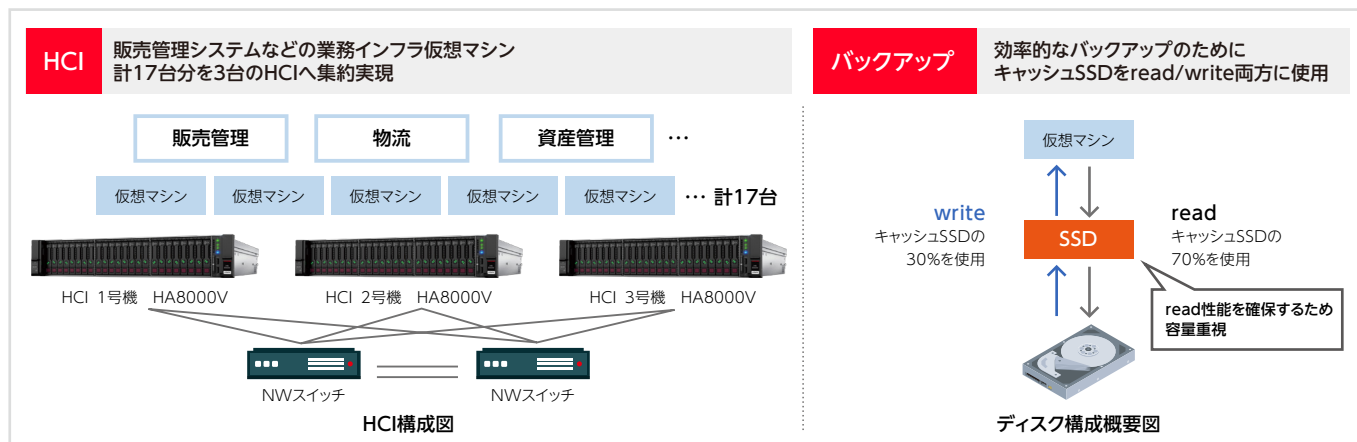 HCI
販売管理システムなどの業務インフラ仮想マシン
計17台分を3台のHCIへ集約実現
販売管理
物流
資産管理
…
仮想マシン
仮想マシン
仮想マシン
仮想マシン
仮想マシン
… 計17台
HCI 1号機 HA8000V
HCI 2号機 HA8000V
HCI 3号機 HA8000V
NWスイッチ
NWスイッチ
HCI構成図
バックアップ
効率的なバックアップのために
キャッシュSSDをread/write両方に使用
仮想マシン
write
キャッシュSSDの
30%を使用
SSD
read
キャッシュSSDの
70%を使用
read性能を確保するため
容量重視
ディスク構成概要図